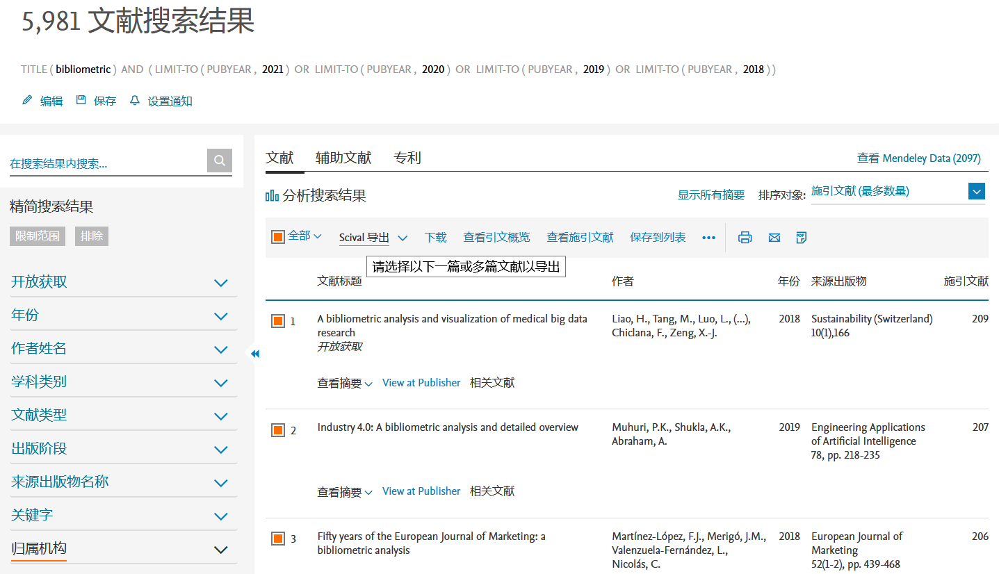 5,981 文献搜索结果
TITLE ( bibliometric ) AND ( LIMIT-TO ( PUBYEAR , 2021 ) OR LIMIT-TO ( PUBYEAR , 2020 ) OR LIMIT-TO ( PUBYEAR , 2019 ) OR LIMIT-TO ( PUBYEAR , 2018 ) )
编辑 保存 设置通知
在搜索结果内搜索...
精简搜索结果
限制范围 排除
开放获取
年份
作者姓名
学科类别
文献类型
出版阶段
来源出版物名称
关键字
归属机构
文献 辅助文献 专利 查看 Mendeley Data (2097)
分析搜索结果 显示所有摘要 排序对象: 施引文献 (最多数量)
全部 Scival 导出 下载 查看引文概览 查看施引文献 保存到列表 ••• PDF
请选择以下一篇或多篇文献以导出
文献标题 作者 年份 来源出版物 施引文献
1 A bibliometric analysis and visualization of medical big data Liao, H., Tang, M., Luo, L., (...), 2018 Sustainability (Switzerland) 209
research Chiclana, F., Zeng, X.-J. 10(1),166
开放获取
查看摘要 View at Publisher 相关文献
2 Industry 4.0: A bibliometric analysis and detailed overview Muhuri, P.K., Shukla, A.K., 2019 Engineering Applications 207
Abraham, A. of Artificial Intelligence
78, pp. 218-235
查看摘要 View at Publisher 相关文献
3 Fifty years of the European Journal of Marketing: a Martínez-López, F.J., Merigó, J.M., 2018 European Journal of 206
bibliometric analysis Valenzuela-Fernández, L., Marketing
Nicolás, C. 52(1-2), pp. 439-468